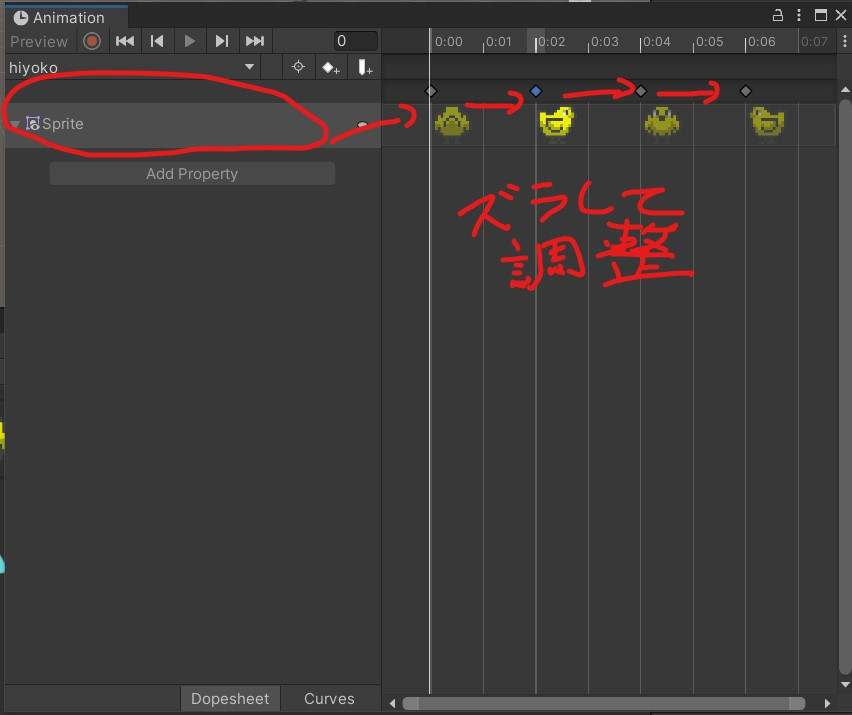 Animation
Preview
0
0:00
0:01
0:02
0:03
0:04
0:05
0:06
0:07
hiyoko
Sprite
Add Property
ズラして
調整
Dopesheet
Curves